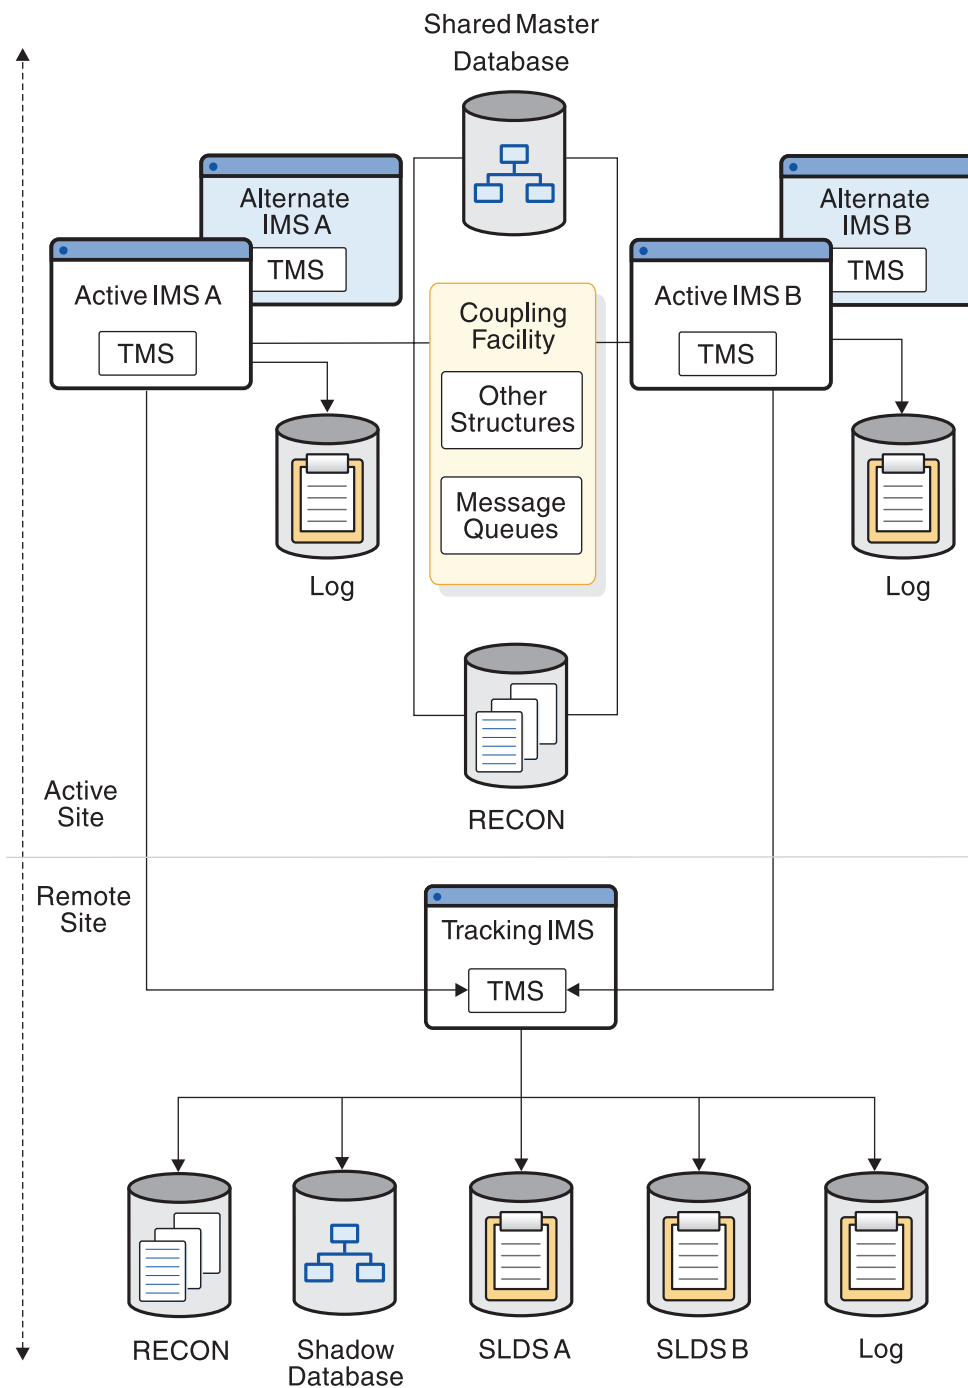 Shared Master
Database
Alternate
IMS A
TMS
Active IMS A
TMS
Alternate
IMS B
TMS
Active IMS B
TMS
Coupling
Facility
Other
Structures
Message
Queues
Log
Log
RECON
Active
Site
Remote
Site
Tracking IMS
TMS
RECON
Shadow
Database
SLDS A
SLDS B
Log